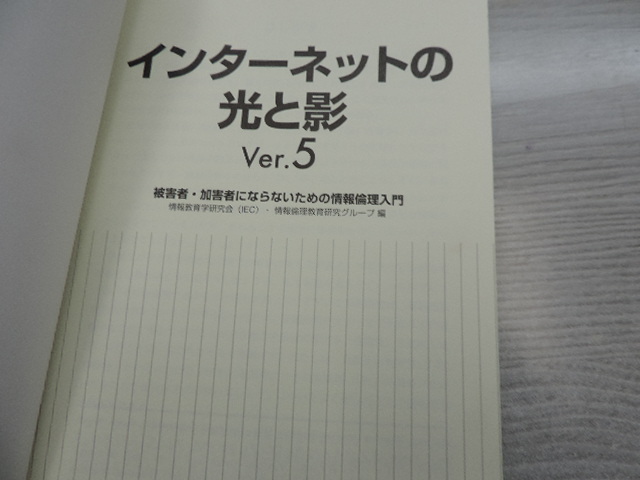 インターネットの
光と影
Ver.5
被害者・加害者にならないための情報倫理入門
情報教育学研究会（IEC）・情報倫理教育研究グループ 編